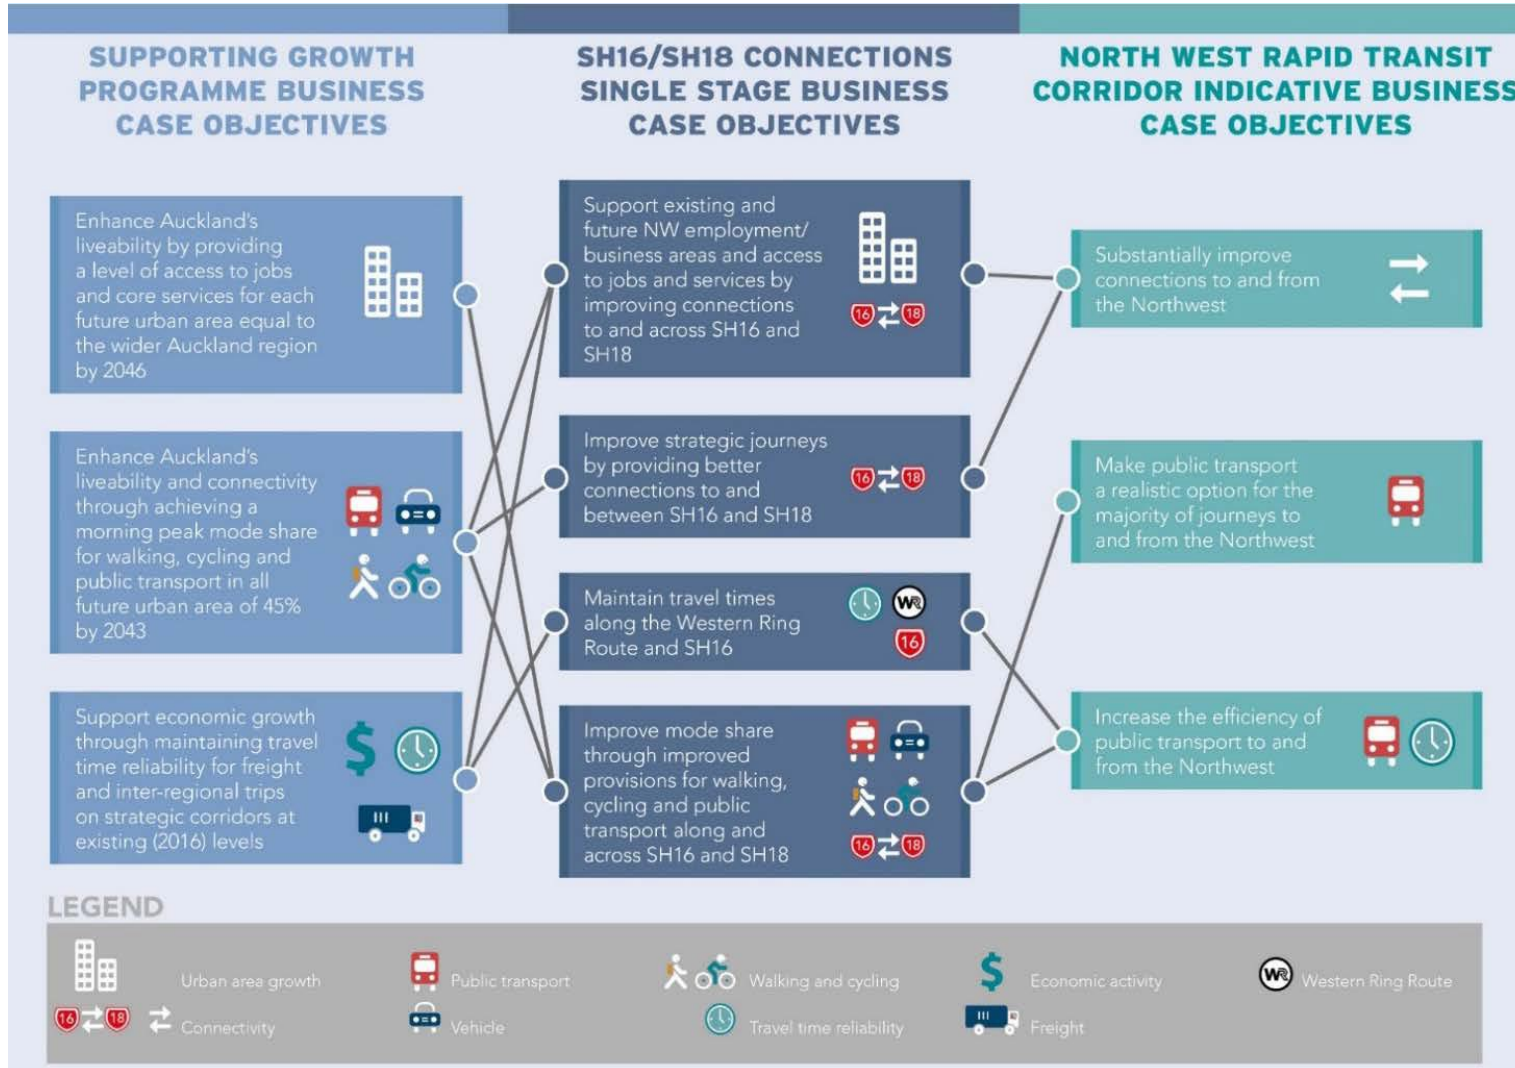 SUPPORTING GROWTH
PROGRAMME BUSINESS
CASE OBJECTIVES
Enhance Auckland's
liveability by providing
a level of access to jobs
and core services for each
future urban area equal to
the wider Auckland region
by 2046
Enhance Auckland's
liveability and connectivity
through achieving a
morning peak mode share
for walking, cycling and
public transport in all
future urban area of 45%
by 2043
Support economic growth
through maintaining travel
time reliability for freight
and inter-regional trips
on strategic corridors at
existing (2016) levels
SH16/SH18 CONNECTIONS
SINGLE STAGE BUSINESS
CASE OBJECTIVES
Support existing and
future NW employment/
business areas and access
to jobs and services by
improving connections
to and across SH16 and
SH18
16 18
Improve strategic journeys
by providing better
connections to and
between SH16 and SH18
16 18
Maintain travel times
along the Western Ring
Route and SH16
WR
16
Improve mode share
through improved
provisions for walking,
cycling and public
transport along and
across SH16 and SH18
16 18
NORTH WEST RAPID TRANSIT
CORRIDOR INDICATIVE BUSINESS
CASE OBJECTIVES
Substantially improve
connections to and from
the Northwest
Make public transport
a realistic option for the
majority of journeys to
and from the Northwest
Increase the efficiency of
public transport to and
from the Northwest
LEGEND
Urban area growth
Public transport
Walking and cycling
$ Economic activity
WR Western Ring Route
16 18 Connectivity
Vehicle
Travel time reliability
Freight